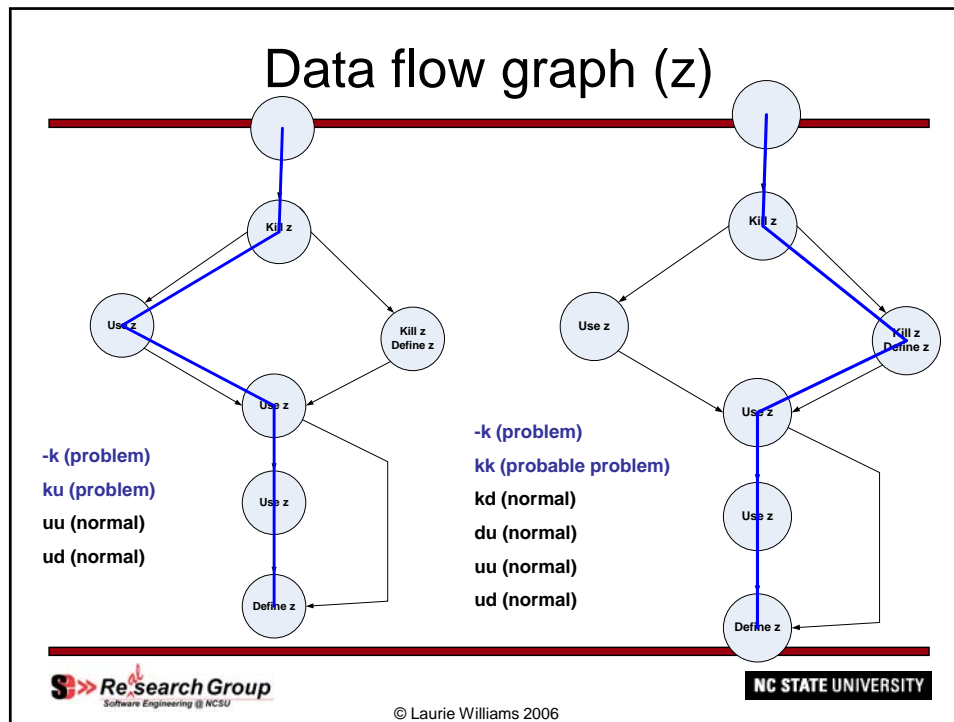 Data flow graph (z)
Kill z
Use z
Kill z
Define z
Use z
Use z
Define z
-k (problem)
ku (problem)
uu (normal)
ud (normal)
Kill z
Use z
Kill z
Define z
Use z
Use z
Define z
-k (problem)
kk (probable problem)
kd (normal)
du (normal)
uu (normal)
ud (normal)
Realsearch Group
Software Engineering @ NCSU
NC STATE UNIVERSITY
© Laurie Williams 2006